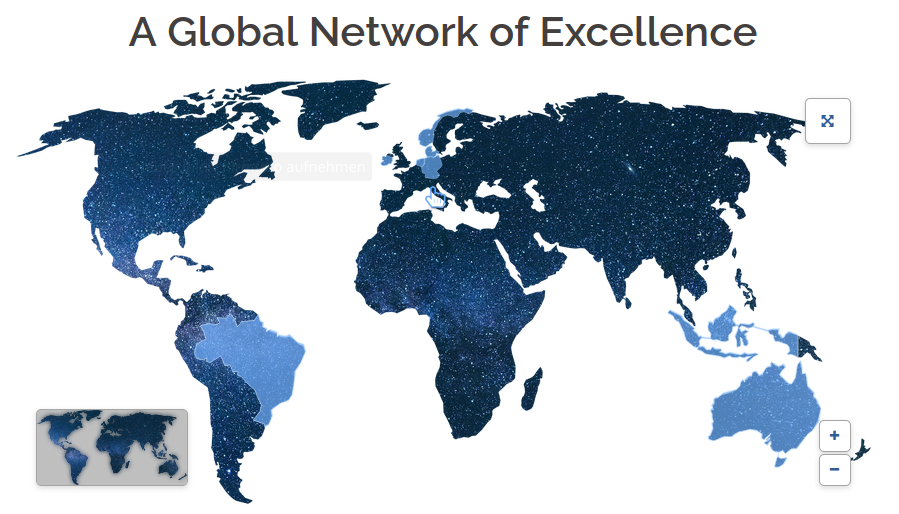 A Global Network of Excellence
aufnehmen
+
−